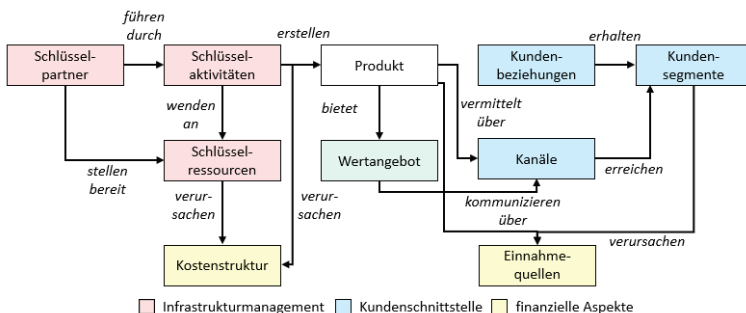 führen
durch
erstellen
erhalten
Schlüssel-
partner
Schlüssel-
aktivitäten
Produkt
Kunden-
beziehungen
Kunden-
segmente
wenden
an
bietet
vermittelt
über
stellen
bereit
Schlüssel-
ressourcen
Wertangebot
Kanäle
erreichen
verur-
sachen
verur-
sachen
kommunizieren
über
verursachen
Kostenstruktur
Einnahme-
quellen
Infrastrukturmanagement
Kundenschnittstelle
finanzielle Aspekte